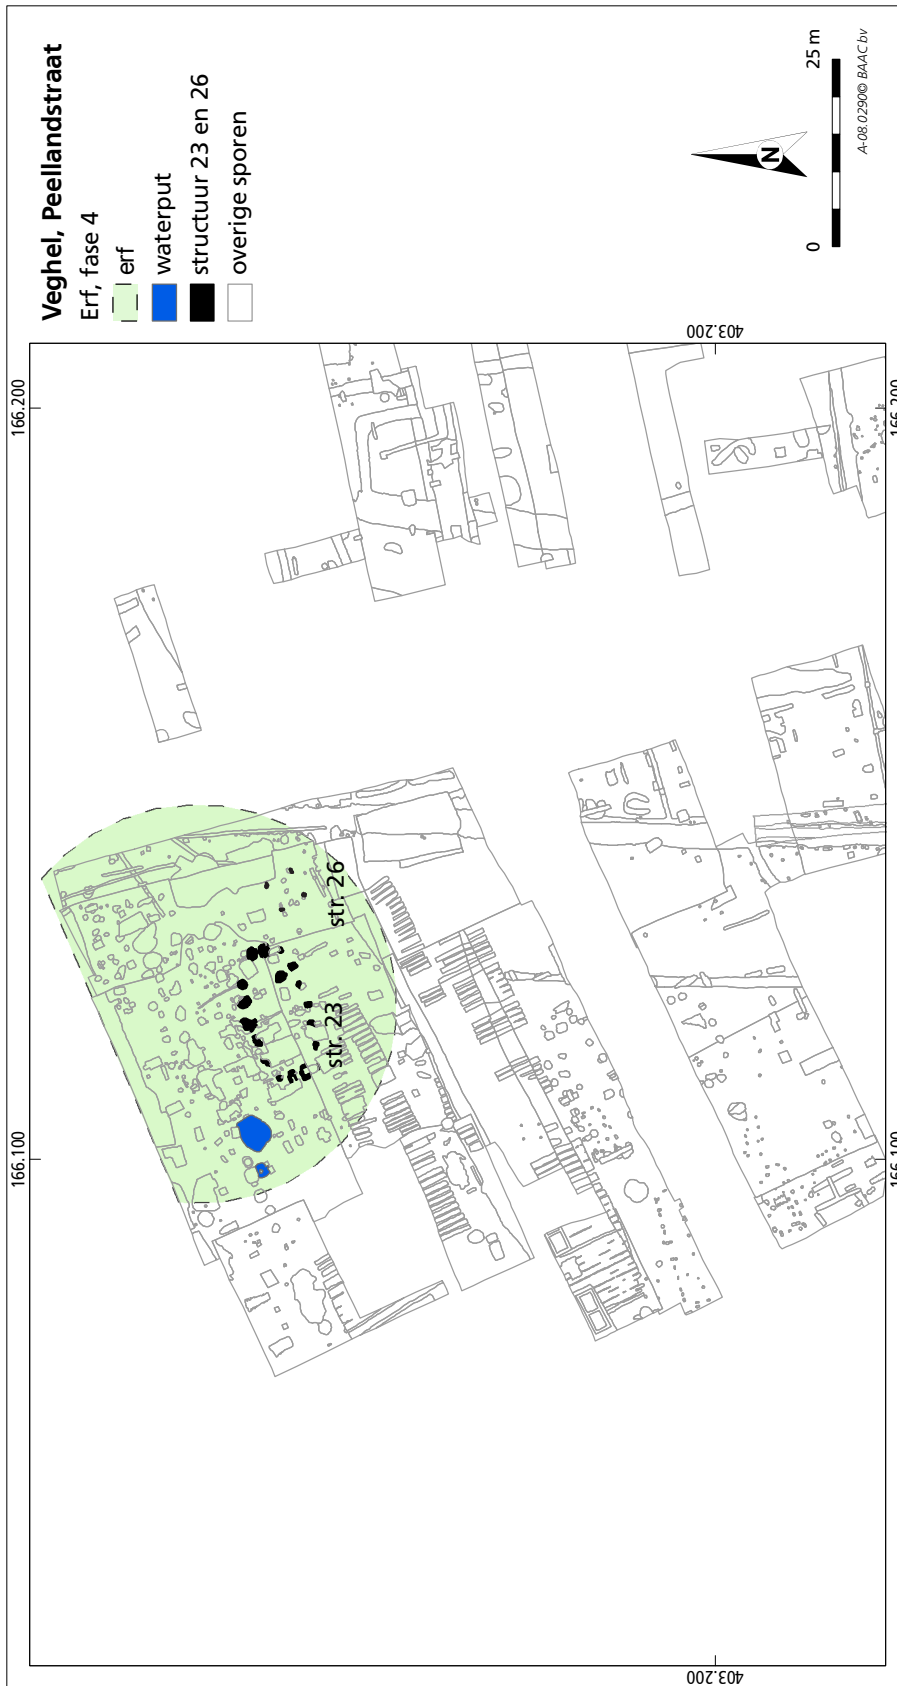 Veghel, Peellandstraat
Erf, fase 4
erf
waterput
structuur 23 en 26
overige sporen
166.100
166.200
403.200
403.200
166.100
166.200
str. 23
str. 26
N
0
25 m
A-08.0290© BAAC bv